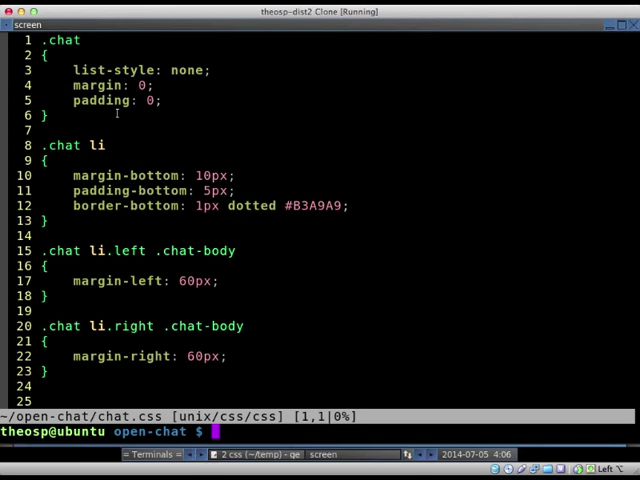 theosp-dist2 Clone [Running]
screen
1 .chat
2 {
3 list-style: none;
4 margin: 0;
5 padding: 0;
6 }
7
8 .chat li
9 {
10 margin-bottom: 10px;
11 padding-bottom: 5px;
12 border-bottom: 1px dotted #B3A9A9;
13 }
14
15 .chat li.left .chat-body
16 {
17 margin-left: 60px;
18 }
19
20 .chat li.right .chat-body
21 {
22 margin-right: 60px;
23 }
24
25
~/open-chat/chat.css [unix/css/css] [1,1|0%]
theosp@ubuntu open-chat $
= Terminals = 2 css (~/temp) - ge screen 2014-07-05 4:06
Left ⌥